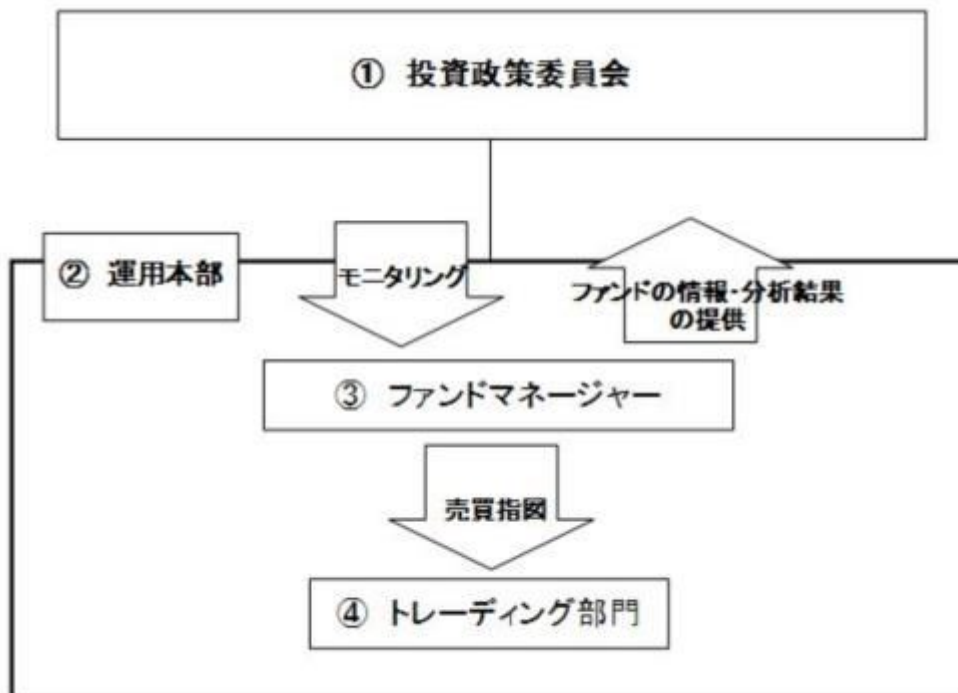 ① 投資政策委員会
② 運用本部
モニタリング
ファンドの情報・分析結果
の提供
③ ファンドマネージャー
売買指図
④ トレーディング部門